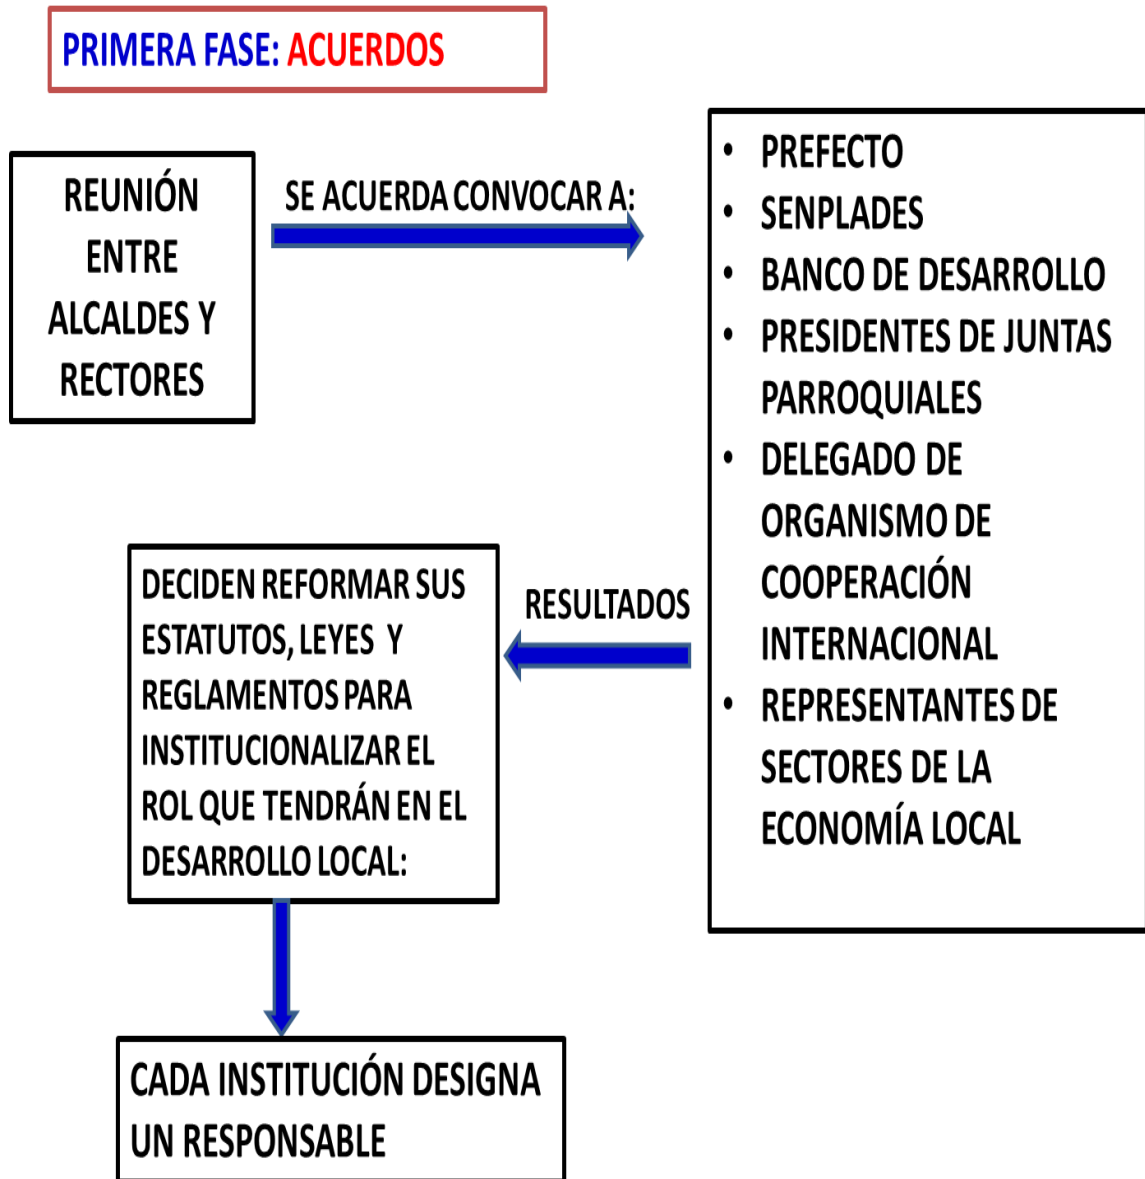 PRIMERA FASE: ACUERDOS
REUNIÓN
ENTRE
ALCALDES Y
RECTORES
SE ACUERDA CONVOCAR A:
• PREFECTO
• SENPLADES
• BANCO DE DESARROLLO
• PRESIDENTES DE JUNTAS
PARROQUIALES
• DELEGADO DE
ORGANISMO DE
COOPERACIÓN
INTERNACIONAL
• REPRESENTANTES DE
SECTORES DE LA
ECONOMÍA LOCAL
RESULTADOS
DECIDEN REFORMAR SUS
ESTATUTOS, LEYES Y
REGLAMENTOS PARA
INSTITUCIONALIZAR EL
ROL QUE TENDRÁN EN EL
DESARROLLO LOCAL:
CADA INSTITUCIÓN DESIGNA
UN RESPONSABLE